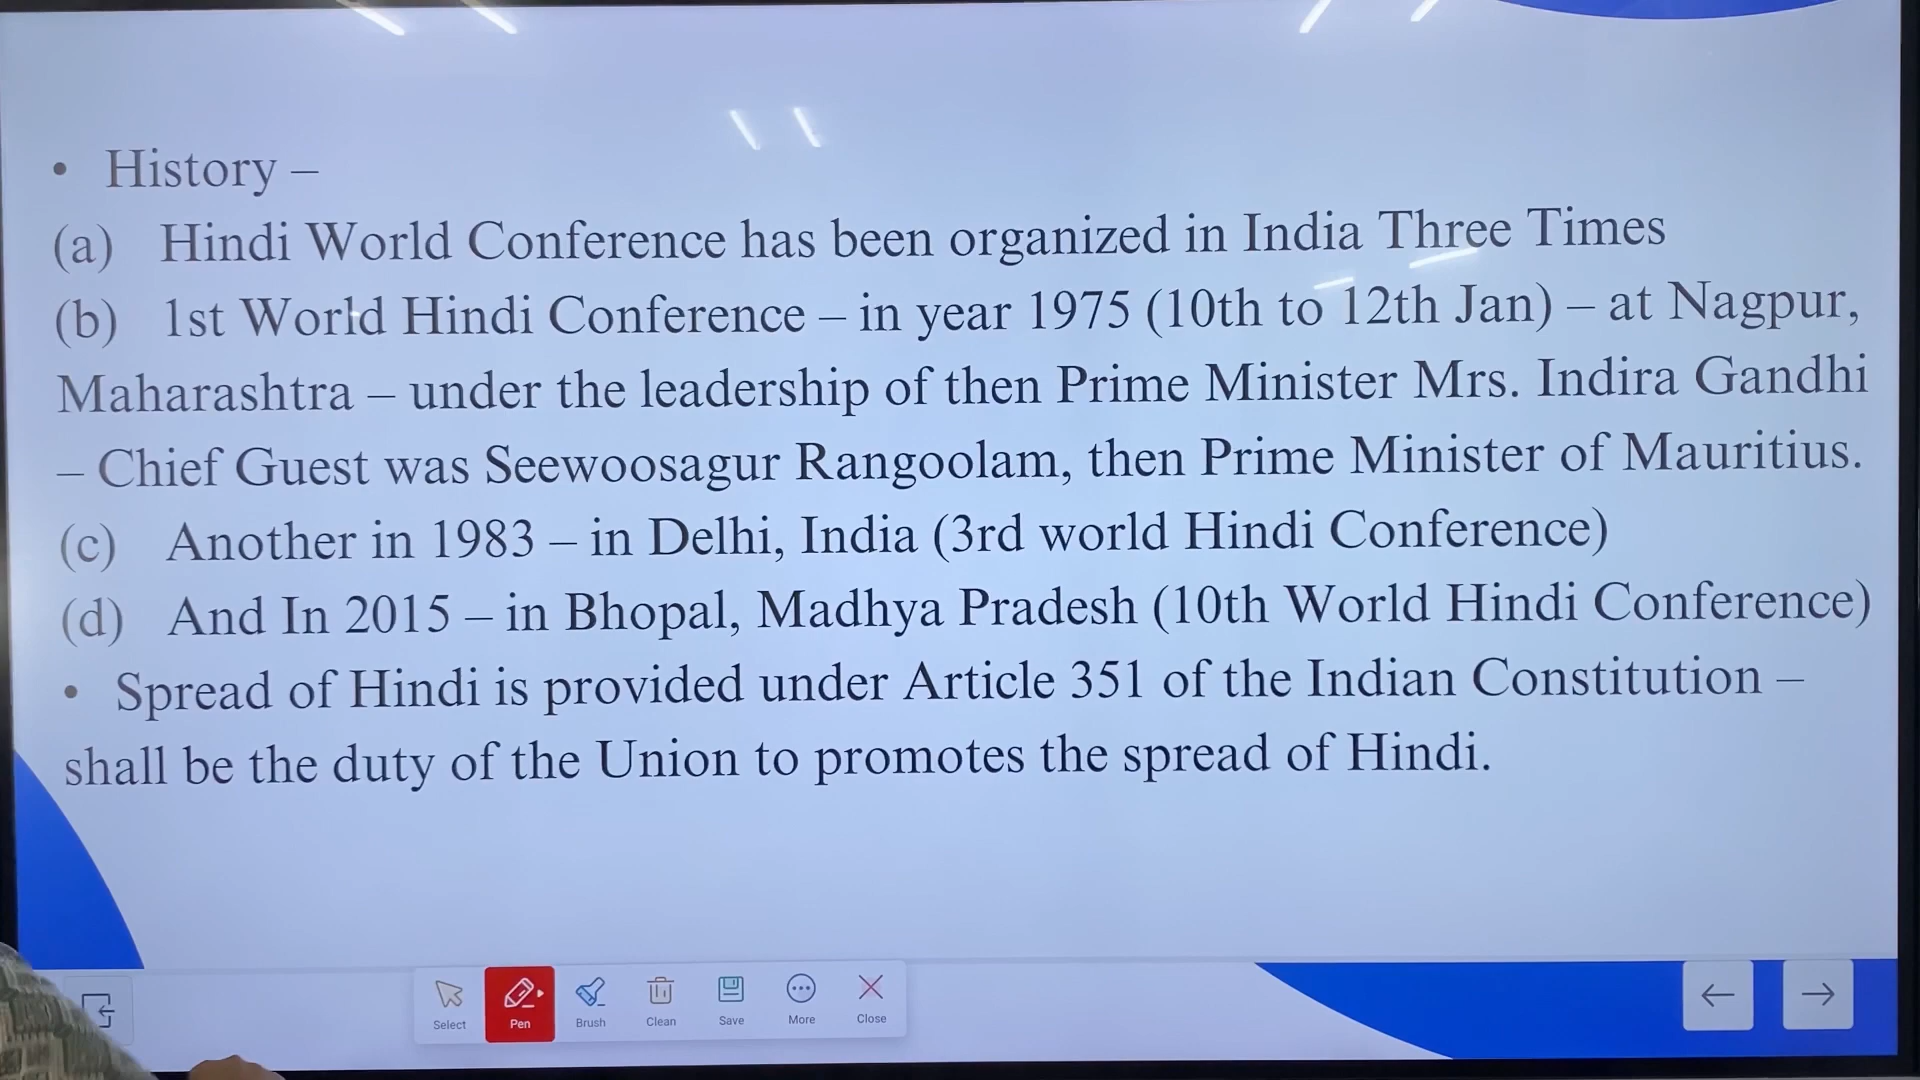 • History –
(a) Hindi World Conference has been organized in India Three Times
(b) 1st World Hindi Conference – in year 1975 (10th to 12th Jan) – at Nagpur,
Maharashtra – under the leadership of then Prime Minister Mrs. Indira Gandhi
– Chief Guest was Seewoosagur Rangoolam, then Prime Minister of Mauritius.
(c) Another in 1983 – in Delhi, India (3rd world Hindi Conference)
(d) And In 2015 – in Bhopal, Madhya Pradesh (10th World Hindi Conference)
• Spread of Hindi is provided under Article 351 of the Indian Constitution –
shall be the duty of the Union to promotes the spread of Hindi.
Select Pen Brush Clean Save More Close